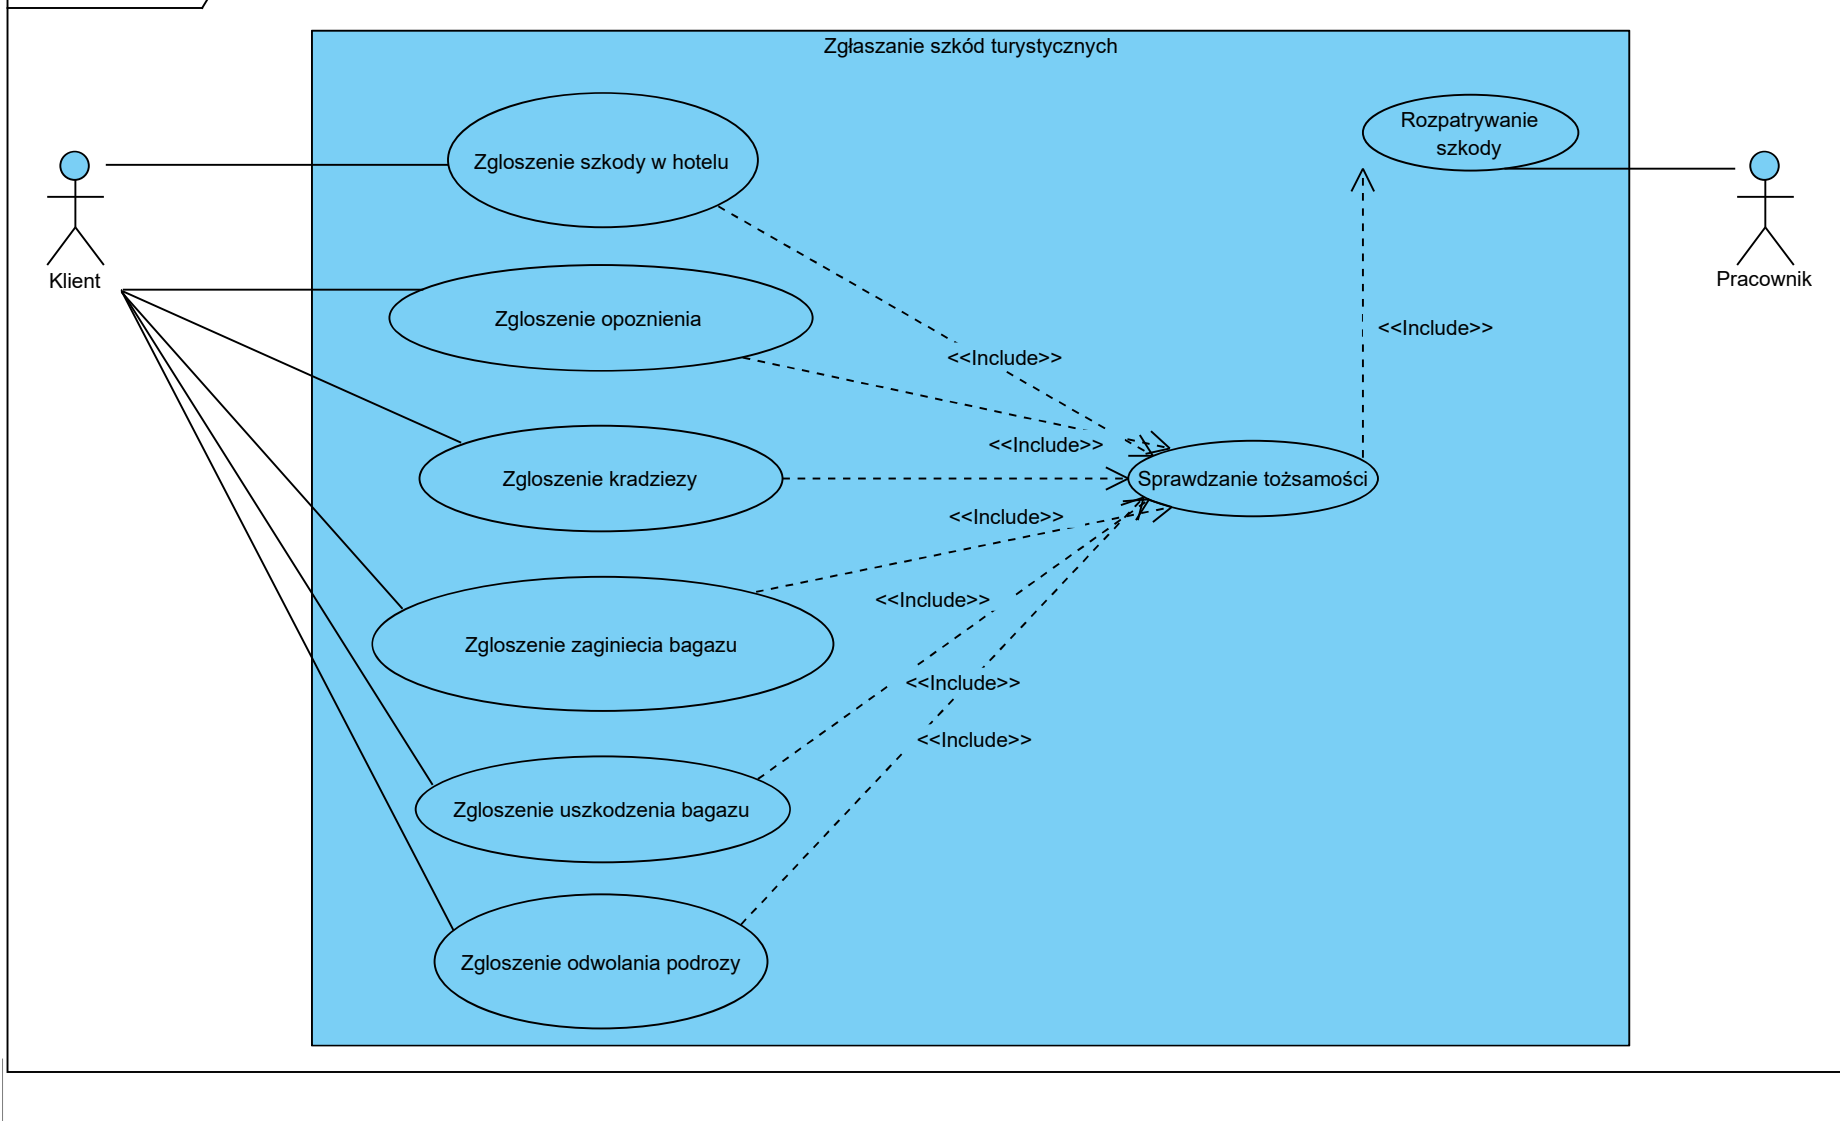 Zgłaszanie szkód turystycznych
Zgloszenie szkody w hotelu
Rozpatrywanie
szkody
Klient
Pracownik
Zgloszenie opoznienia
<<Include>>
<<Include>>
<<Include>>
Zgloszenie kradziezy
Sprawdzanie tożsamości
<<Include>>
<<Include>>
Zgloszenie zaginiecia bagazu
<<Include>>
<<Include>>
Zgloszenie uszkodzenia bagazu
Zgloszenie odwolania podrozy